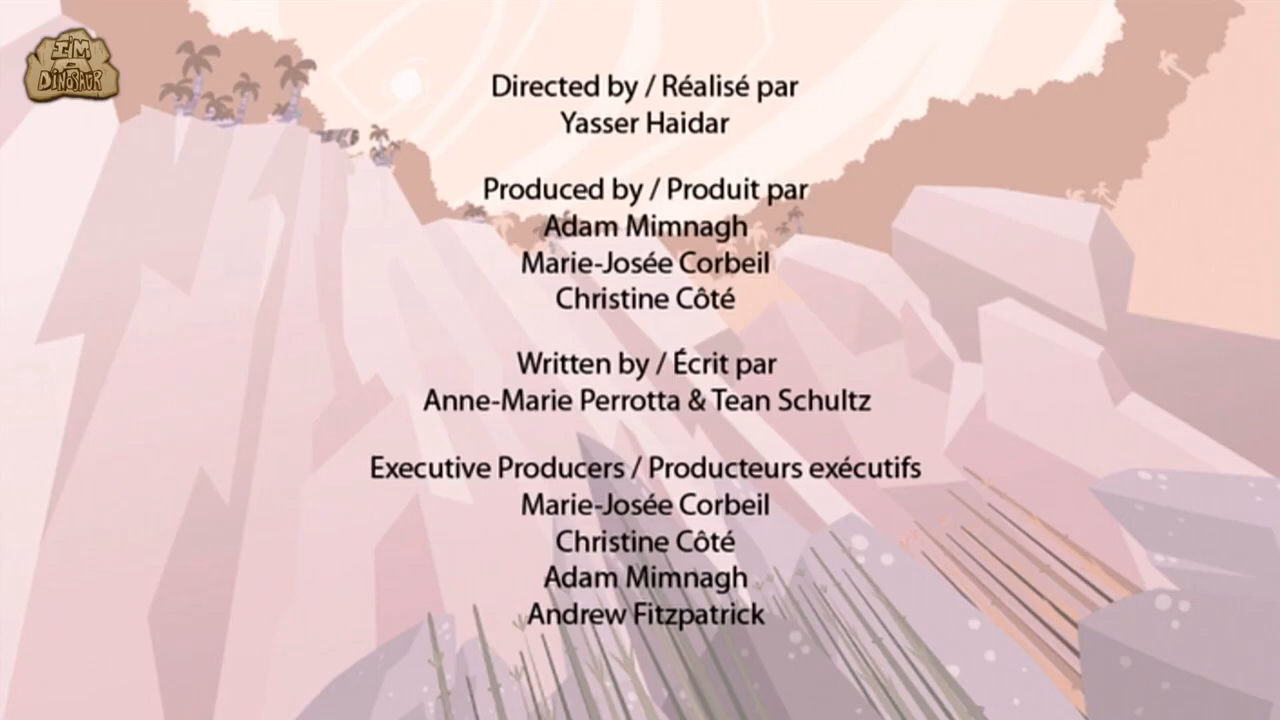 I'M
A
DINOSAUR
Directed by / Réalisé par
Yasser Haidar
Produced by / Produit par
Adam Mimnagh
Marie-Josée Corbeil
Christine Côté
Written by / Écrit par
Anne-Marie Perrotta & Tean Schultz
Executive Producers / Producteurs exécutifs
Marie-Josée Corbeil
Christine Côté
Adam Mimnagh
Andrew Fitzpatrick